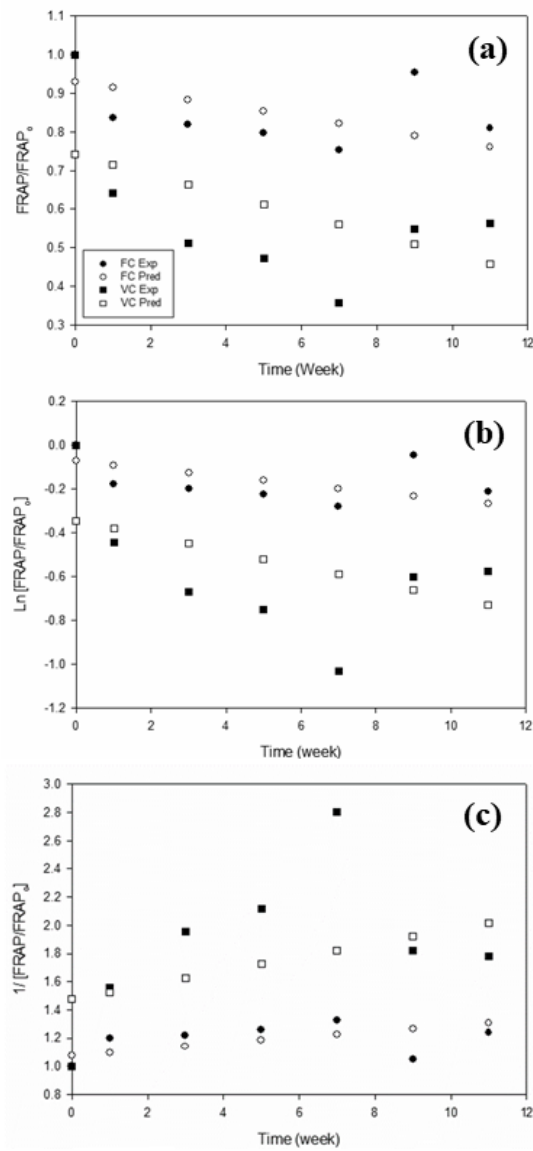 (a)
FRAP/FRAPo
1.0
0.9
0.8
0.7
0.6
0.5
0.4
0.3
FC Exp
FC Pred
VC Exp
VC Pred
0 2 4 6 8 10 12
Time (Week)
(b)
Ln [FRAP/FRAPo]
0.2
0.0
-0.2
-0.4
-0.6
-0.8
-1.0
-1.2
0 2 4 6 8 10 12
Time (week)
(c)
1/ [FRAP/FRAPo]
3.0
2.8
2.6
2.4
2.2
2.0
1.8
1.6
1.4
1.2
1.0
0.8
0 2 4 6 8 10 12
Time (week)